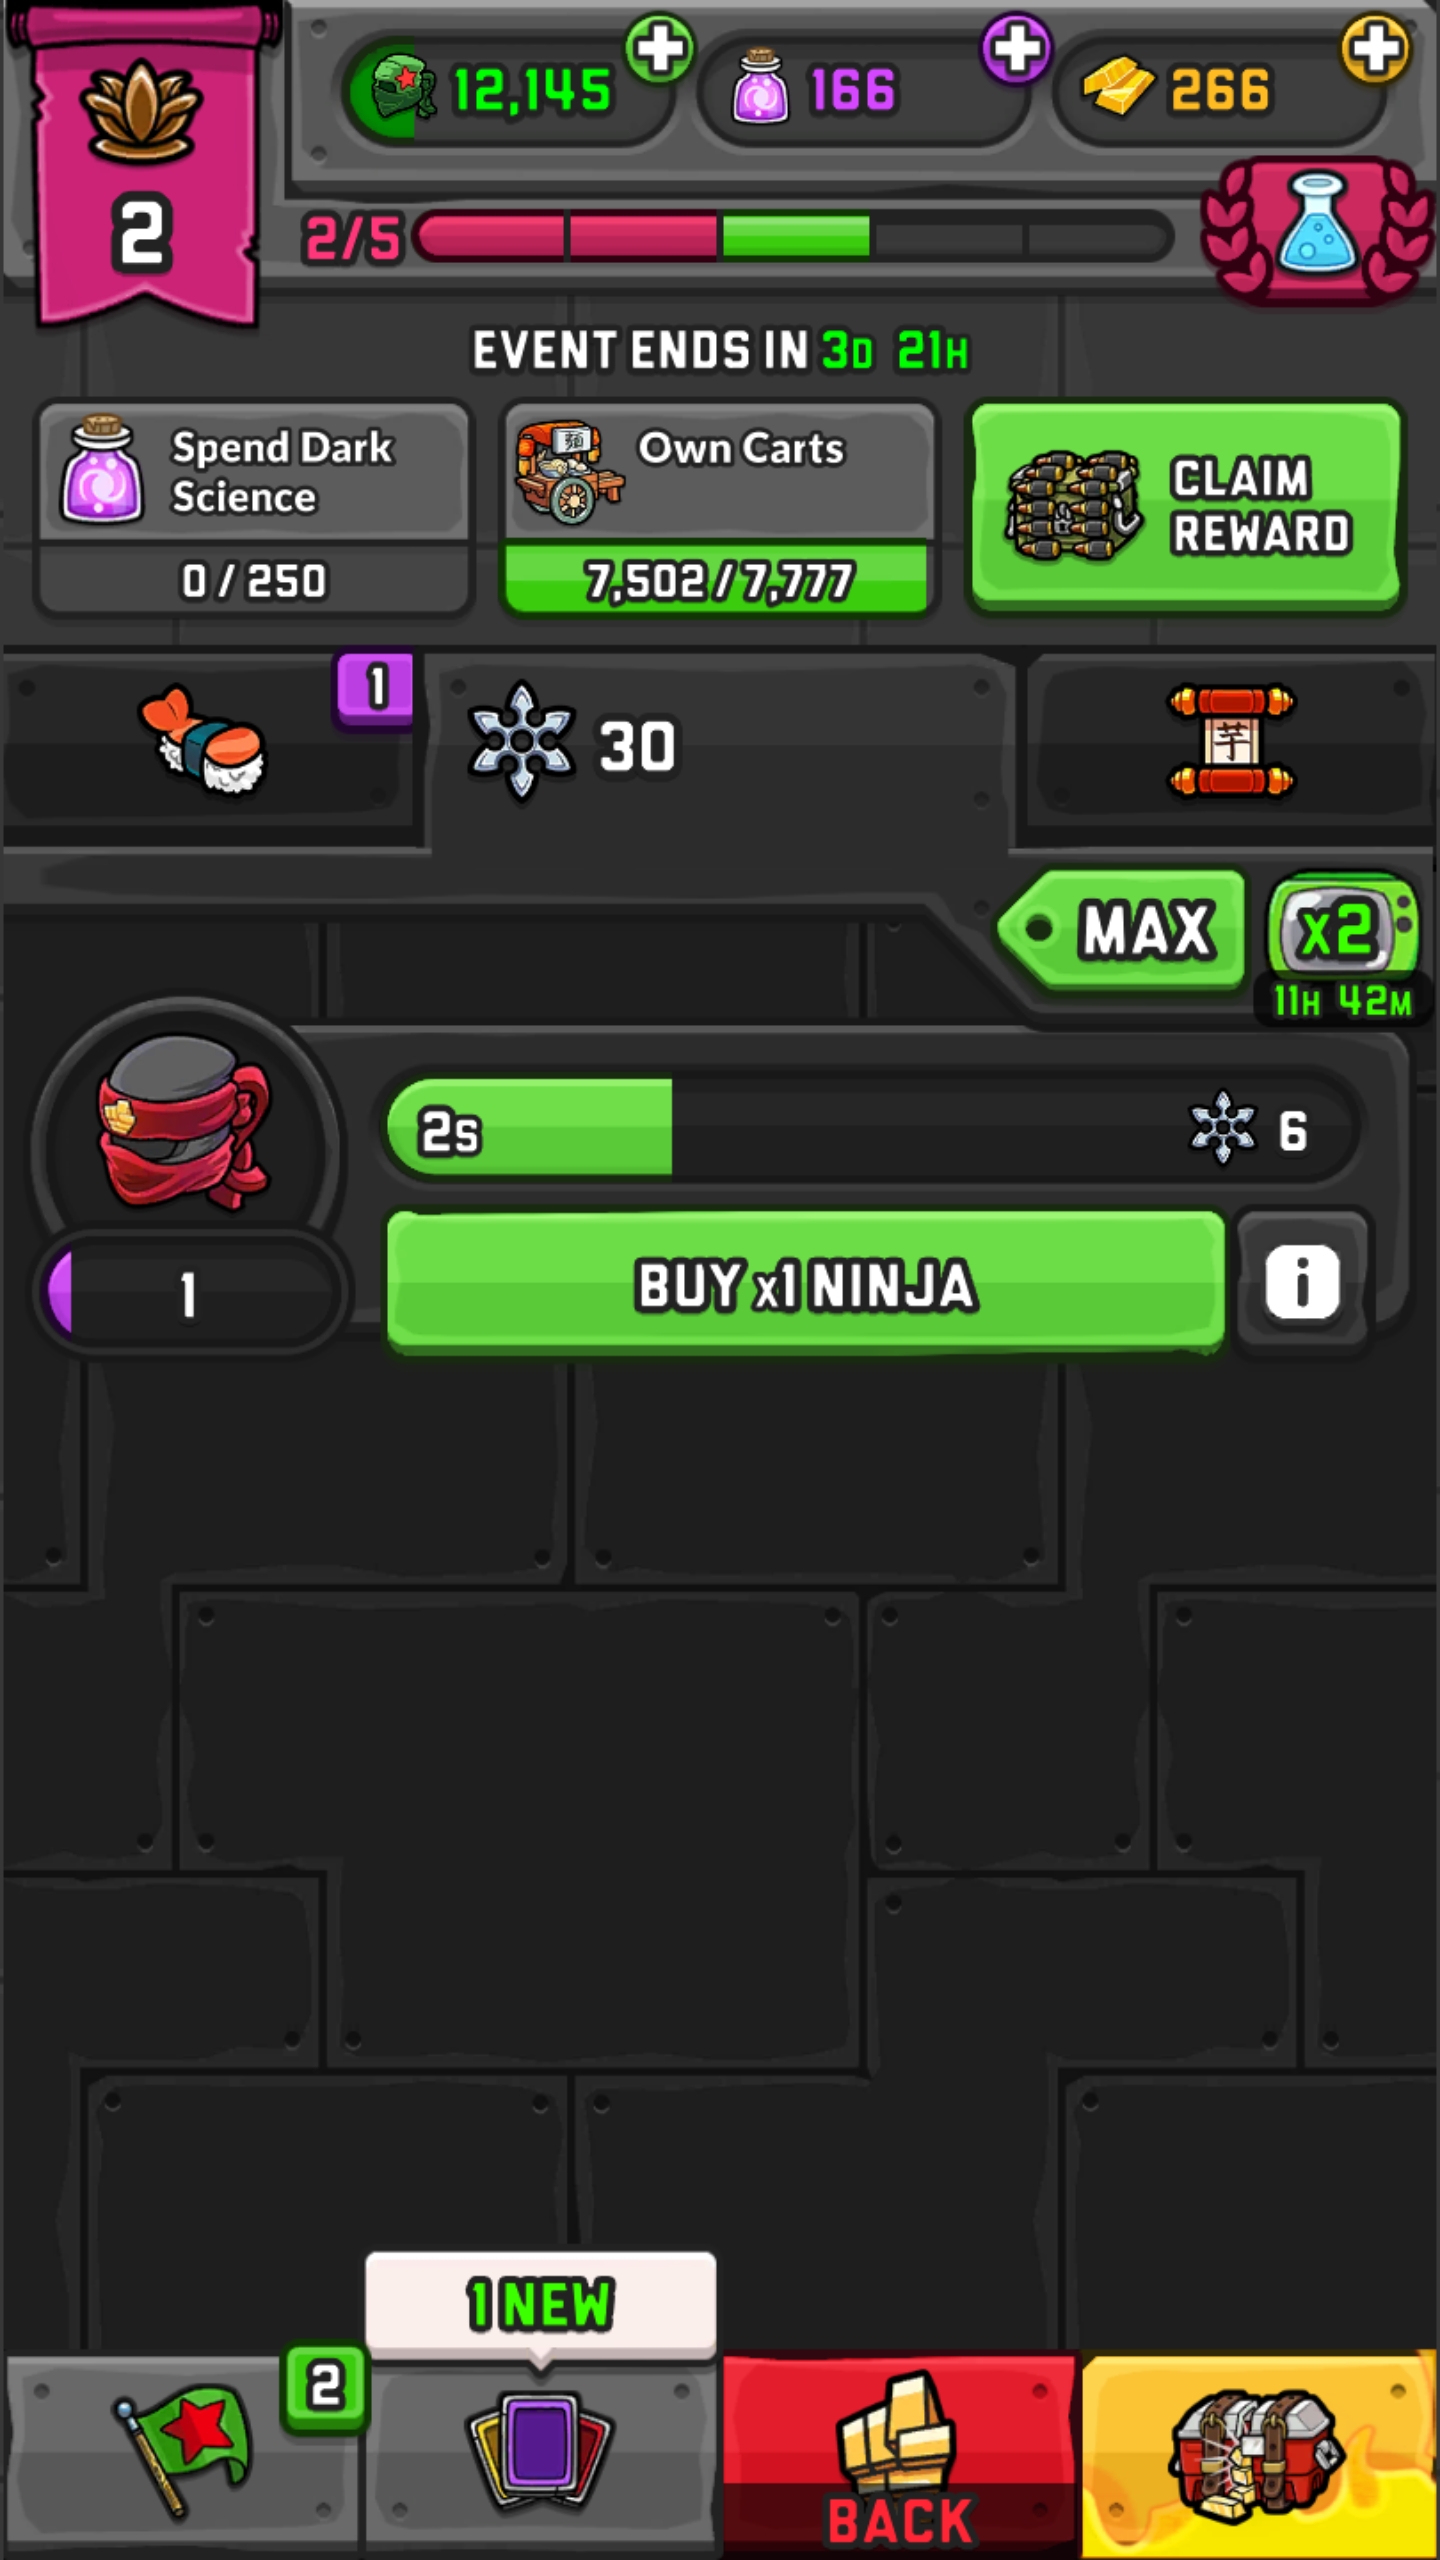 12,145
166
266
2
2/5
EVENT ENDS IN 3D 21H
Spend Dark
Science
0 / 250
Own Carts
7,502 / 7,777
CLAIM
REWARD
1
30
芋
MAX
x2
11H 42M
2s
6
1
BUY x1 NINJA
i
1 NEW
2
BACK